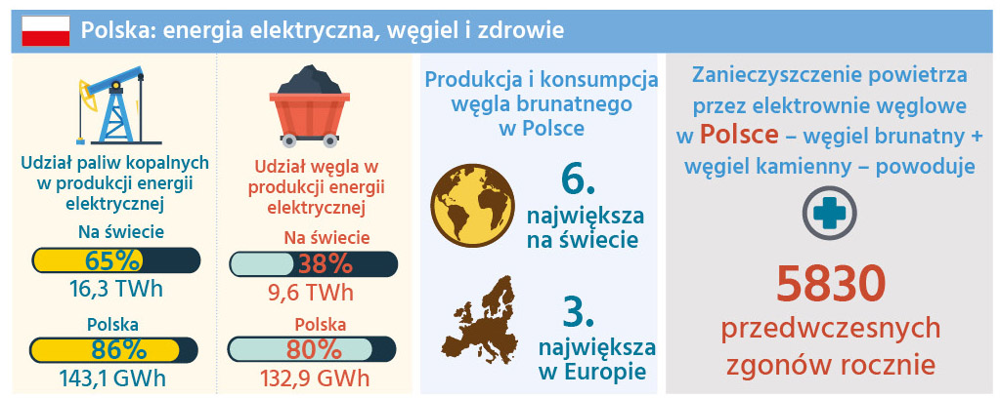 Polska: energia elektryczna, węgiel i zdrowie
Udział paliw kopalnych
w produkcji energii
elektrycznej
Na świecie
65%
16,3 TWh
Polska
86%
143,1 GWh
Udział węgla w
produkcji energii
elektrycznej
Na świecie
38%
9,6 TWh
Polska
80%
132,9 GWh
Produkcja i konsumpcja
węgla brunatnego
w Polsce
6.
największa
na świecie
3.
największa
w Europie
Zanieczyszczenie powietrza
przez elektrownie węglowe
w Polsce – węgiel brunatny +
węgiel kamienny – powoduje
5830
przedwczesnych
zgonów rocznie